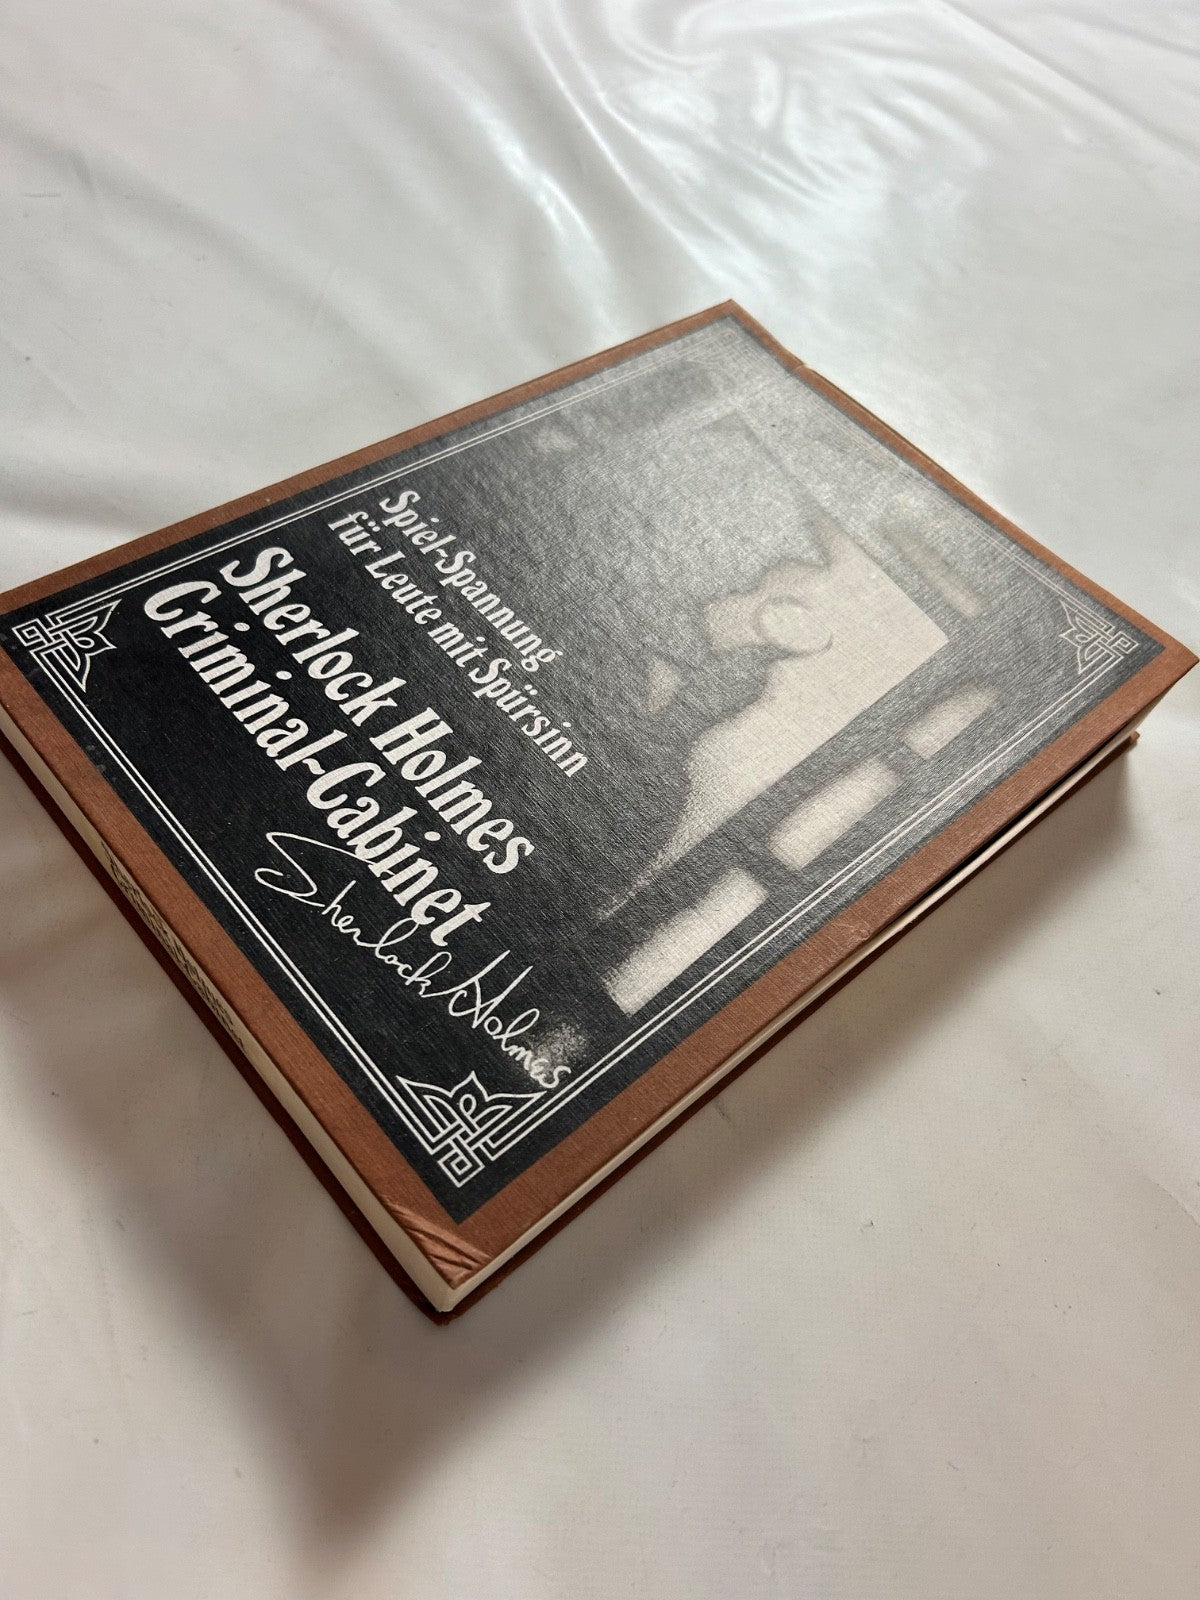 Spiel~Spannung
für Leute mit Spürsinn
Sherlock Holmes
Criminal~Cabinet
Sherlock Holmes